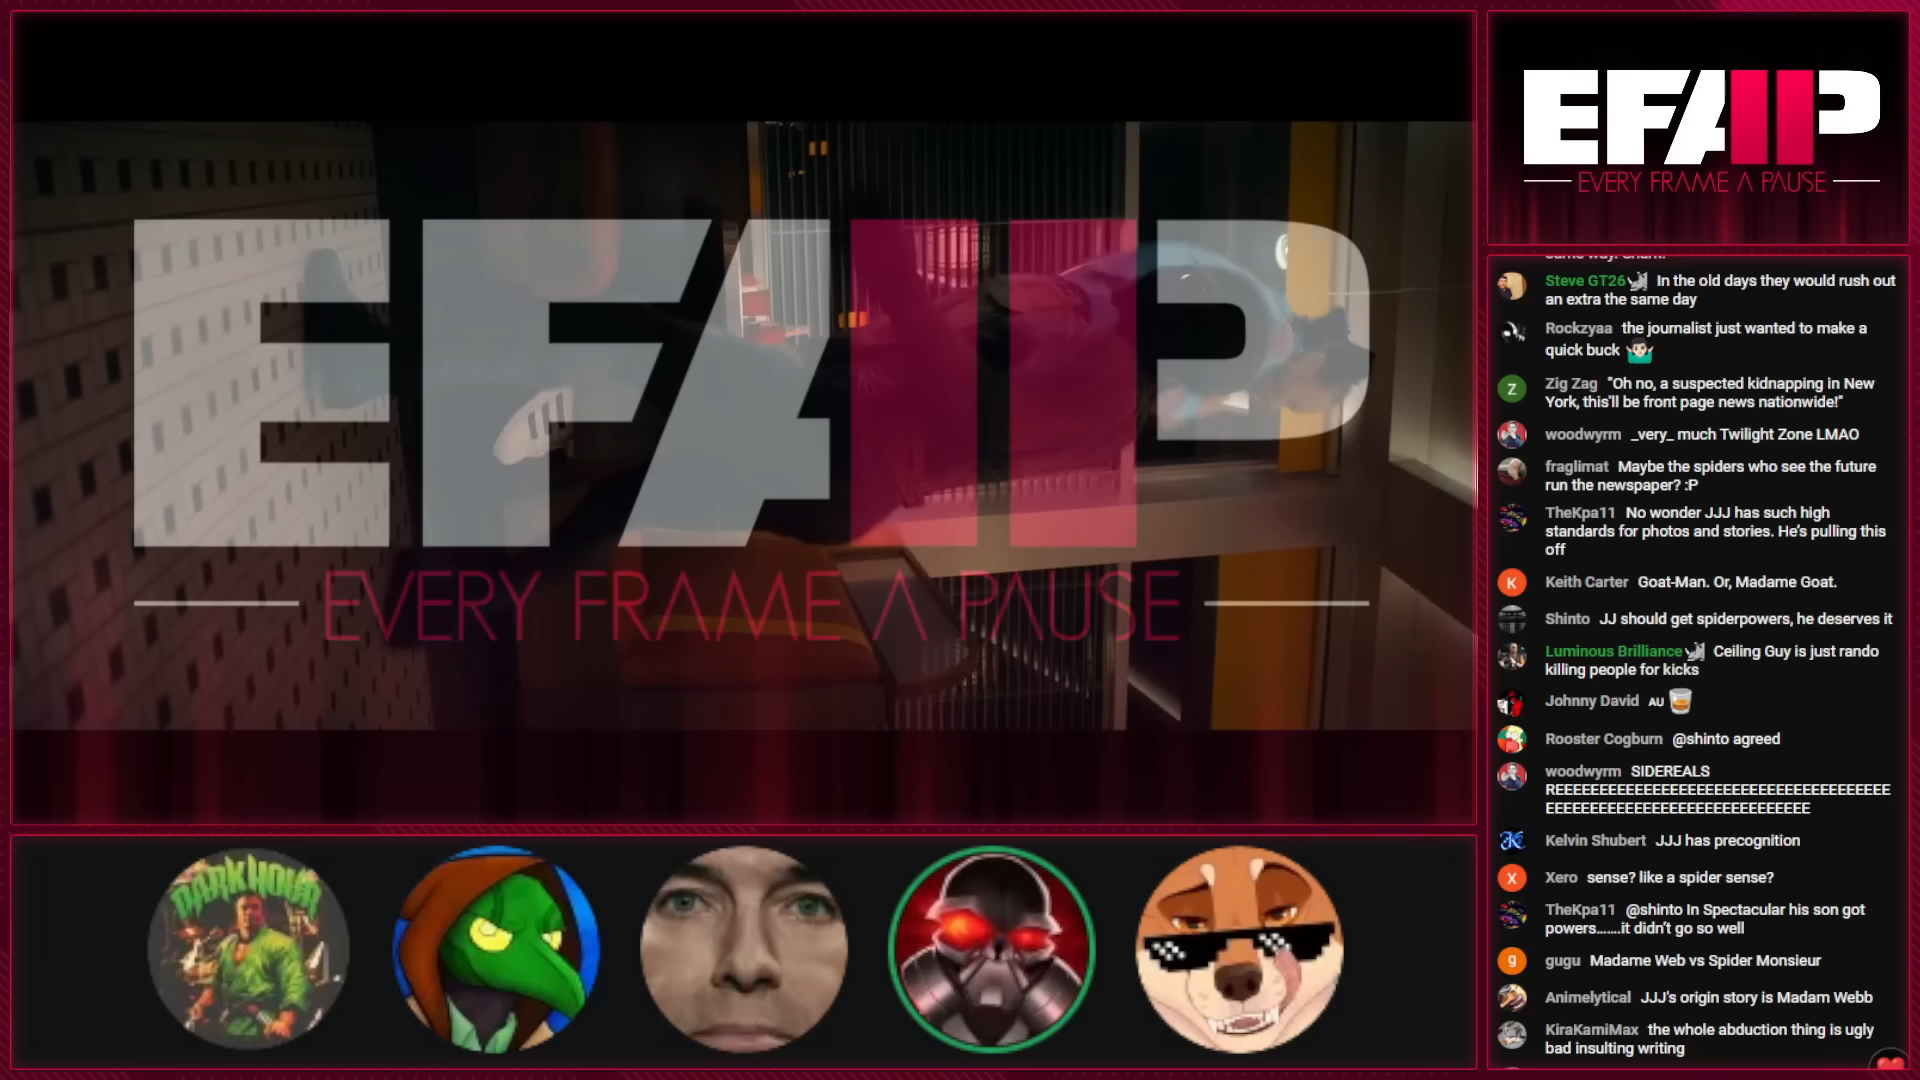 EFAP
EVERY FRAME A PAUSE
EFAP
EVERY FRAME A PAUSE
Steve GT26 In the old days they would rush out
an extra the same day
Rockzyaa the journalist just wanted to make a
quick buck
Z
Zig Zag "Oh no, a suspected kidnapping in New
York, this'll be front page news nationwide!"
woodwyrm _very_ much Twilight Zone LMAO
fraglimat Maybe the spiders who see the future
run the newspaper? :P
TheKpa11 No wonder JJJ has such high
standards for photos and stories. He's pulling this
off
K
Keith Carter Goat-Man. Or, Madame Goat.
Shinto JJ should get spiderpowers, he deserves it
Luminous Brilliance Ceiling Guy is just rando
killing people for kicks
Johnny David AU 🥃
Rooster Cogburn @shinto agreed
woodwyrm SIDEREALS
REEEEEEEEEEEEEEEEEEEEEEEEEEEEEEEEEEEEE
EEEEEEEEEEEEEEEEEEEEEEEEEEEEE
Kelvin Shubert JJJ has precognition
X
Xero sense? like a spider sense?
TheKpa11 @shinto In Spectacular his son got
powers.......it didn't go so well
g
gugu Madame Web vs Spider Monsieur
Animelytical JJJ's origin story is Madam Webb
KiraKamiMax the whole abduction thing is ugly
bad insulting writing
DARK HOUR